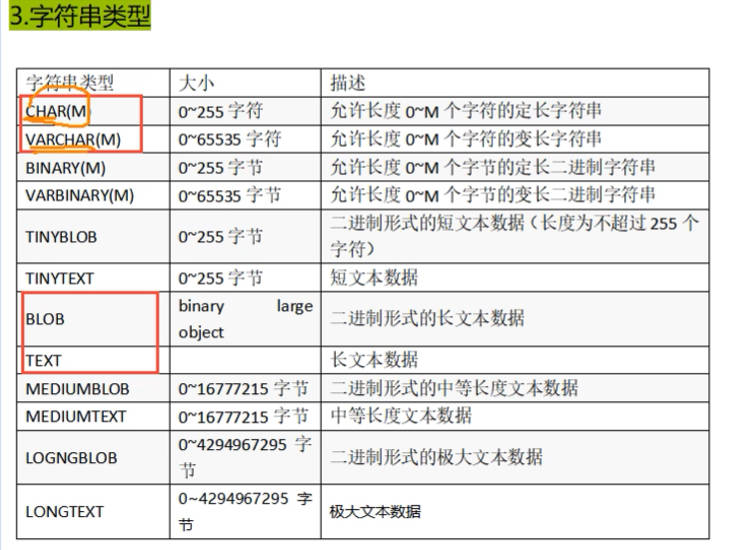 3.字符串类型
字符串类型 大小 描述
CHAR(M) 0~255 字符 允许长度 0~M 个字符的定长字符串
VARCHAR(M) 0~65535 字符 允许长度 0~M 个字符的变长字符串
BINARY(M) 0~255 字节 允许长度 0~M 个字节的定长二进制字符串
VARBINARY(M) 0~65535 字节 允许长度 0~M 个字节的变长二进制字符串
TINYBLOB 0~255 字节 二进制形式的短文本数据（长度为不超过 255 个
字符）
TINYTEXT 0~255 字节 短文本数据
BLOB binary large
object 二进制形式的长文本数据
TEXT 长文本数据
MEDIUMBLOB 0~16777215 字节 二进制形式的中等长度文本数据
MEDIUMTEXT 0~16777215 字节 中等长度文本数据
LOGNGBLOB 0~4294967295 字
节 二进制形式的极大文本数据
LONGTEXT 0~4294967295 字
节 极大文本数据